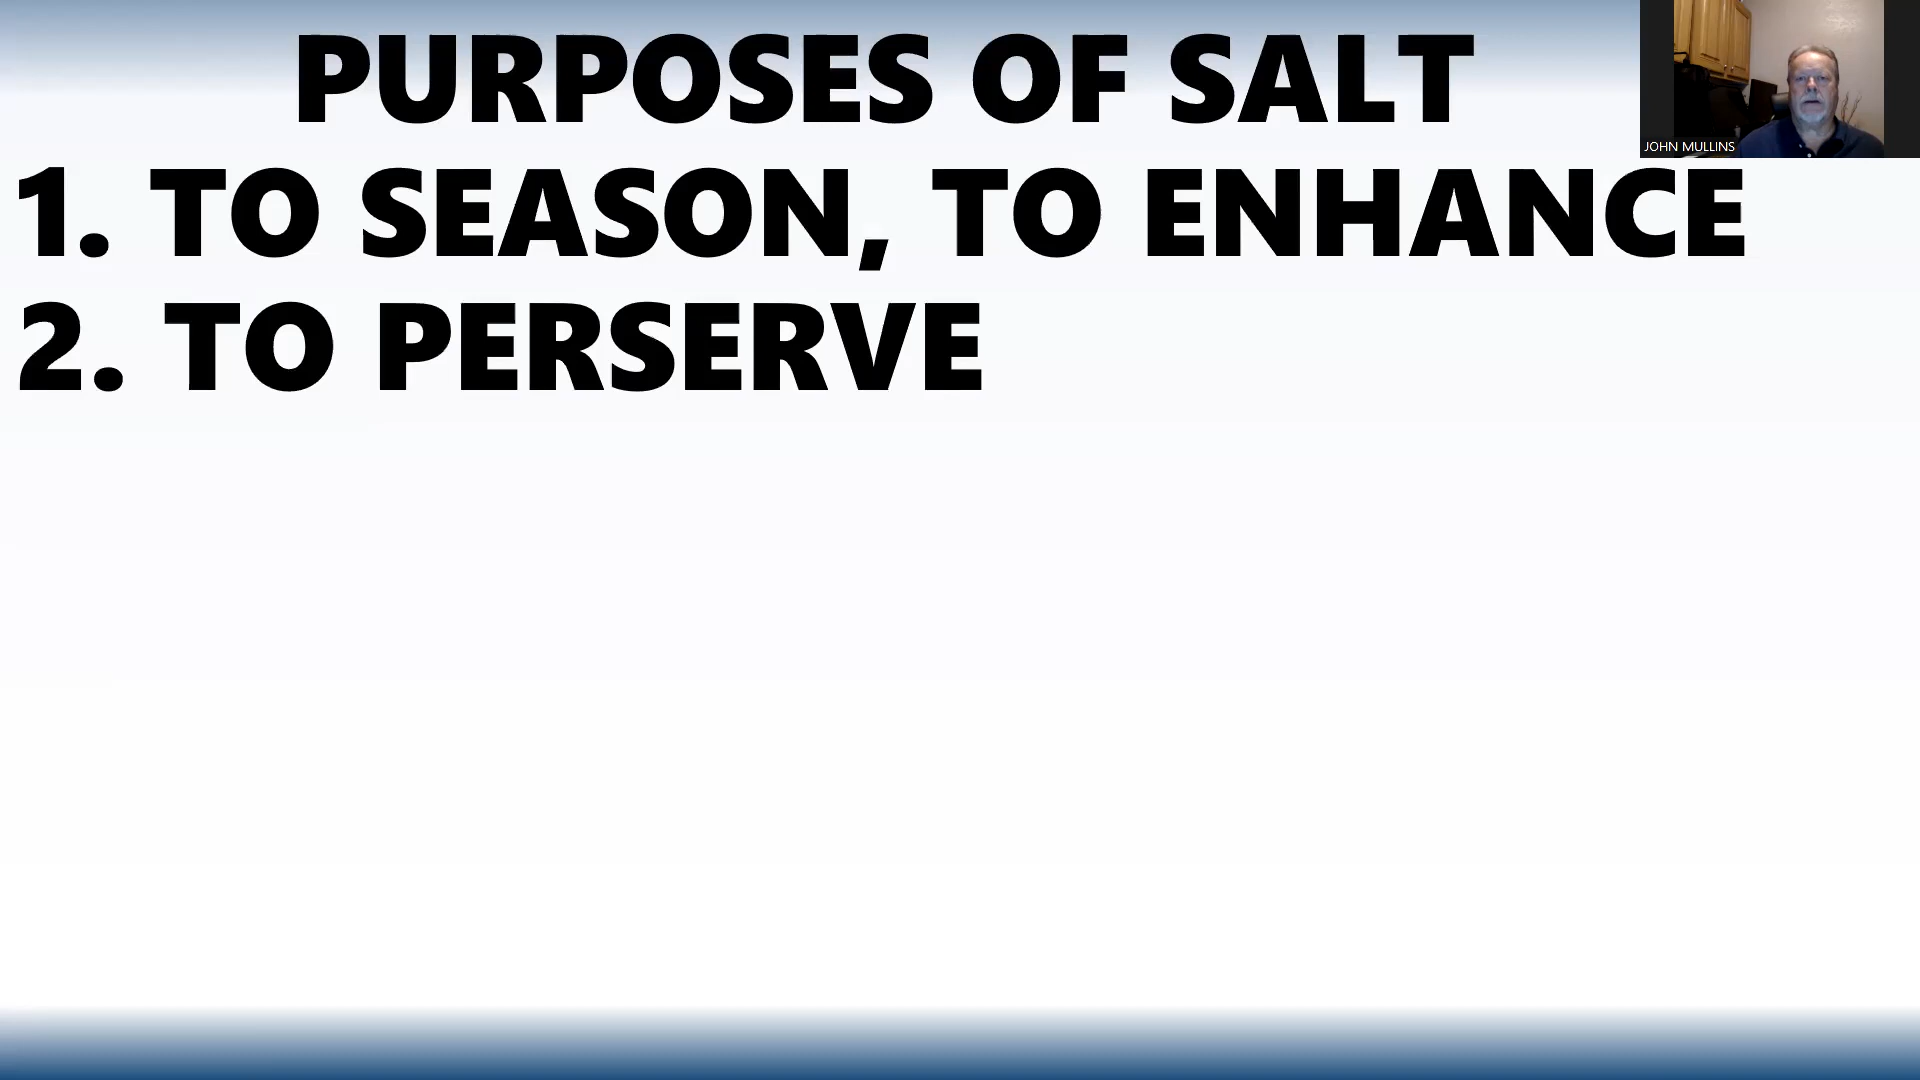 PURPOSES OF SALT
JOHN MULLINS
1. TO SEASON, TO ENHANCE
2. TO PERSERVE